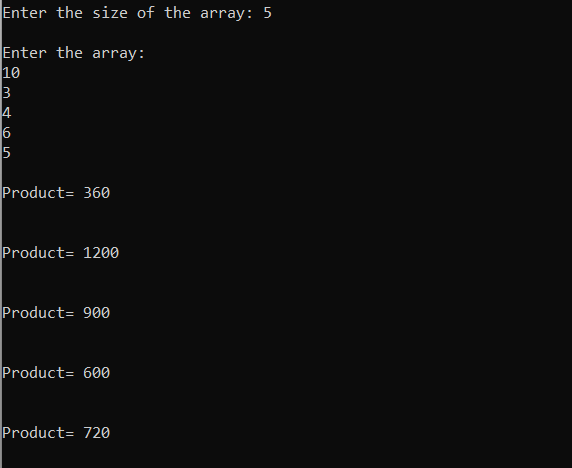 Enter the size of the array: 5
Enter the array:
10
3
4
6
5
Product= 360
Product= 1200
Product= 900
Product= 600
Product= 720